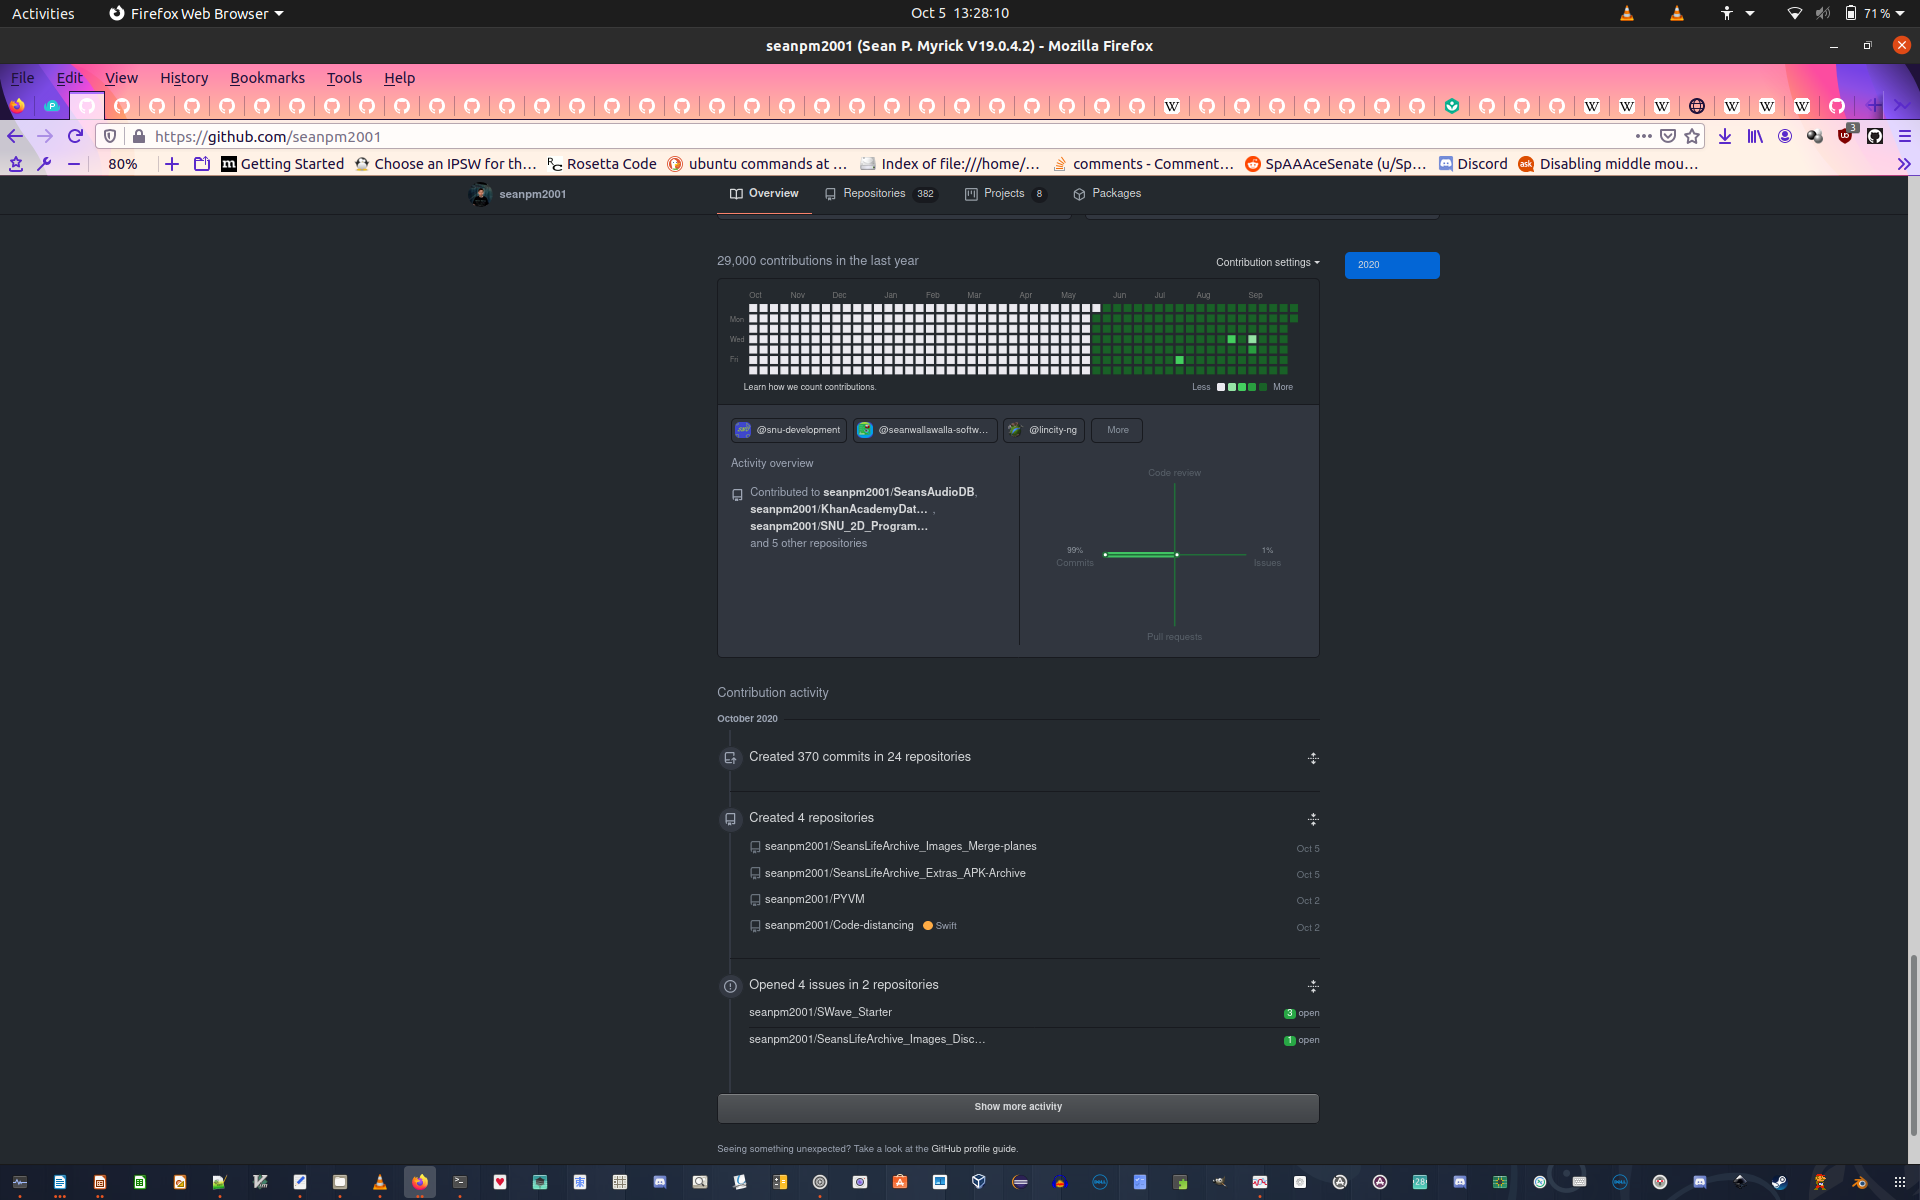 Activities
Firefox Web Browser
Oct 5 13:28:10
71 %
seanpm2001 (Sean P. Myrick V19.0.4.2) - Mozilla Firefox
File Edit View History Bookmarks Tools Help
https://github.com/seanpm2001
3
80%
Getting Started
Choose an IPSW for th…
Rosetta Code
ubuntu commands at …
Index of file:///home/…
comments - Comment…
SpAAAceSenate (u/Sp…
Discord
Disabling middle mou…
seanpm2001
Overview
Repositories 382
Projects 8
Packages
29,000 contributions in the last year
Contribution settings
2020
Oct Nov Dec Jan Feb Mar Apr May Jun Jul Aug Sep
Mon
Wed
Fri
Learn how we count contributions.
Less More
@snu-development
@seanwallawalla-softw…
@lincity-ng
More
Activity overview
Contributed to seanpm2001/SeansAudioDB,
seanpm2001/KhanAcademyDat… ,
seanpm2001/SNU_2D_Program…
and 5 other repositories
Code review
99%
Commits
1%
Issues
Pull requests
Contribution activity
October 2020
Created 370 commits in 24 repositories
Created 4 repositories
seanpm2001/SeansLifeArchive_Images_Merge-planes Oct 5
seanpm2001/SeansLifeArchive_Extras_APK-Archive Oct 5
seanpm2001/PYVM Oct 2
seanpm2001/Code-distancing Swift Oct 2
Opened 4 issues in 2 repositories
seanpm2001/SWave_Starter 3 open
seanpm2001/SeansLifeArchive_Images_Disc… 1 open
Show more activity
Seeing something unexpected? Take a look at the GitHub profile guide.